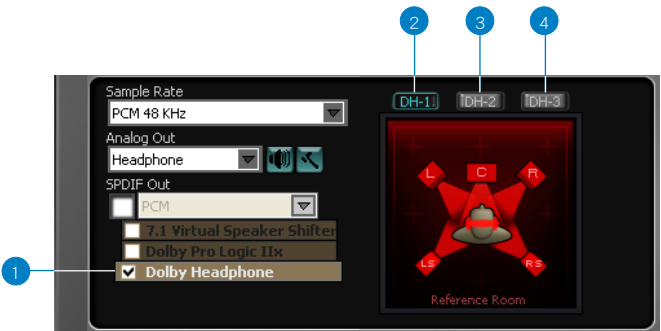 2
3
4
Sample Rate
PCM 48 KHz
DH-1
DH-2
DH-3
Analog Out
Headphone
L
C
R
SPDIF Out
PCM
7.1 Virtual Speaker Shifter
Dolby Pro Logic IIx
1
Dolby Headphone
LS
RS
Reference Room